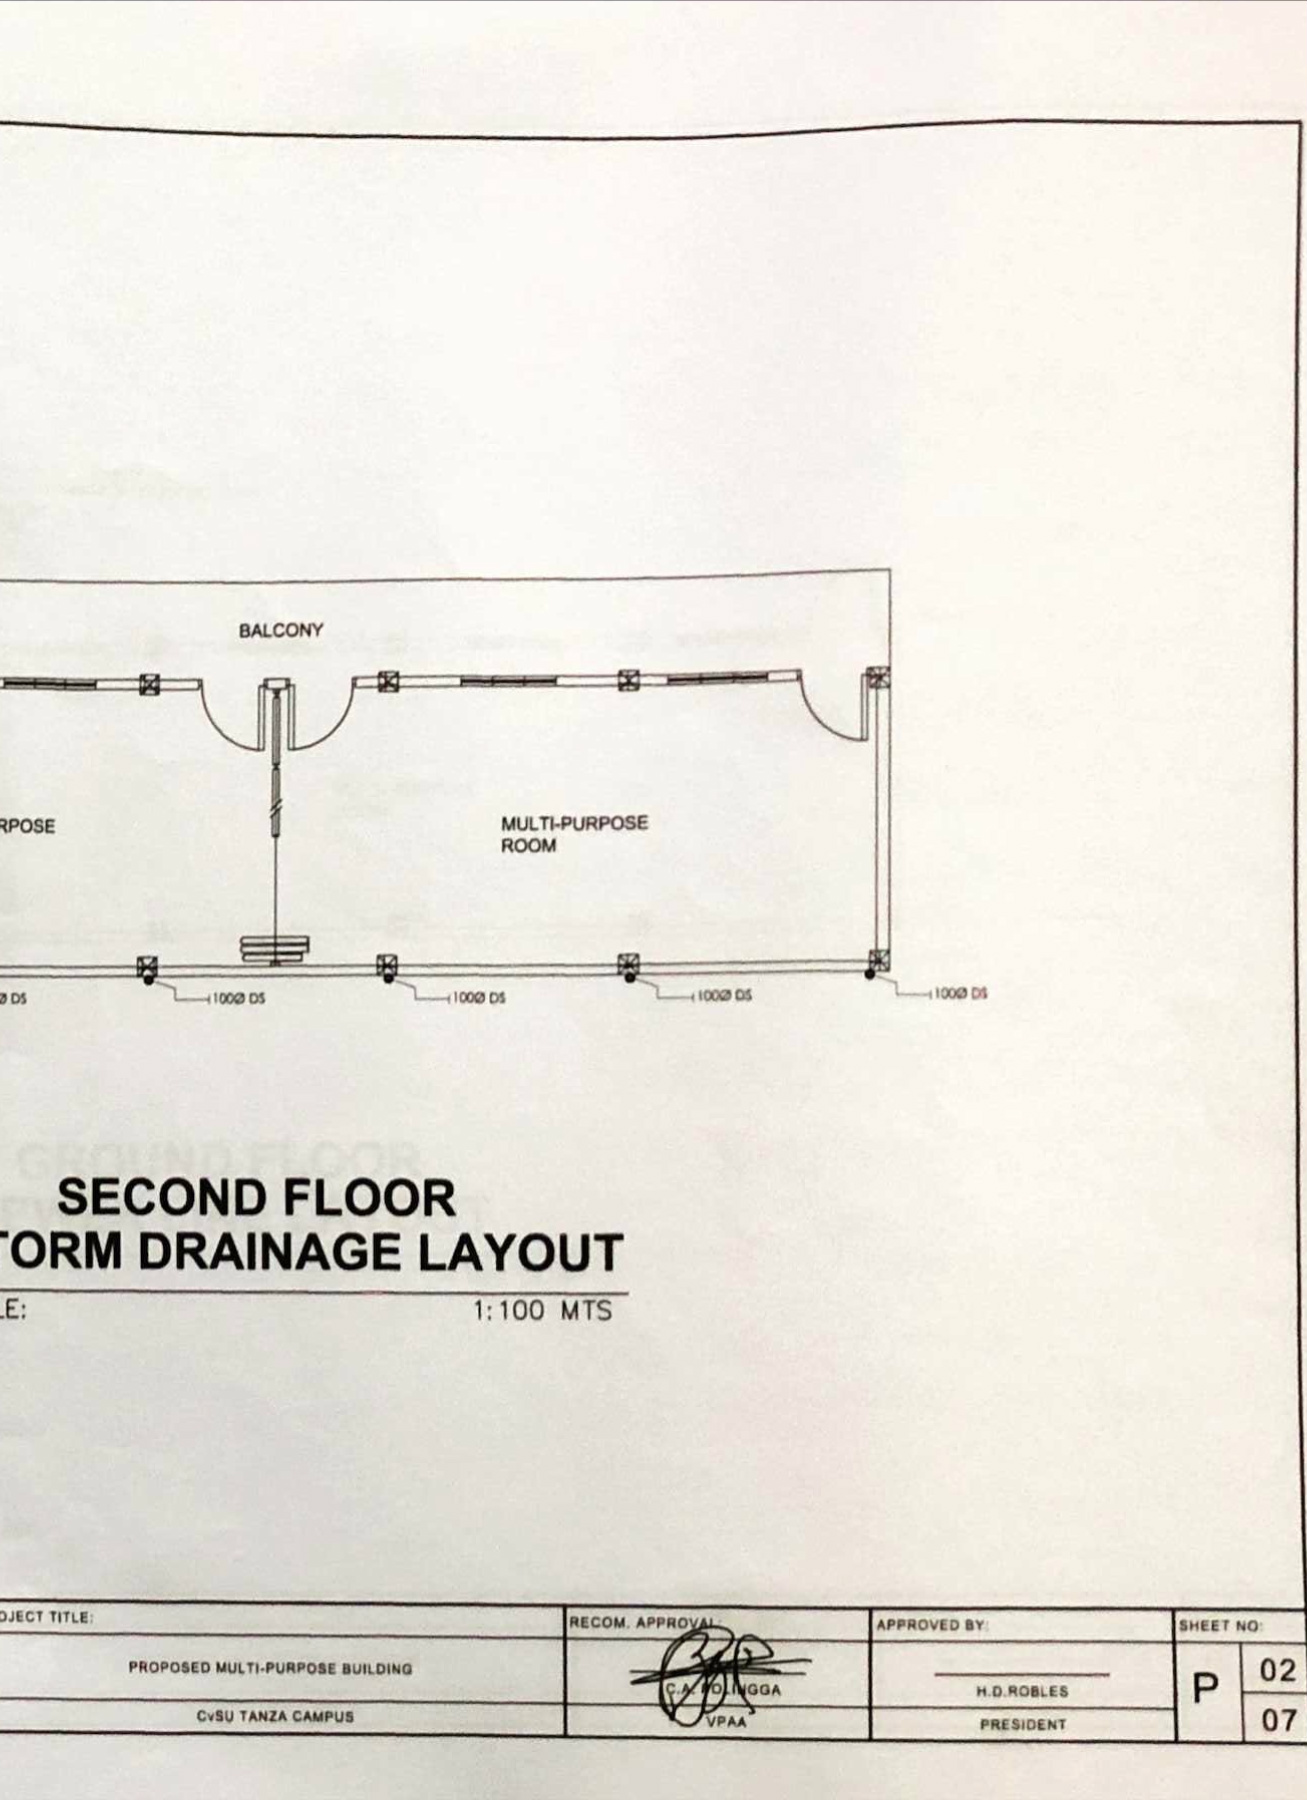 BALCONY
RPOSE
MULTI-PURPOSE
ROOM
Ø DS
100Ø DS
100Ø DS
100Ø DS
100Ø DS
GROUND FLOOR
SECOND FLOOR
TORM DRAINAGE LAYOUT
LE:
1:100 MTS
OJECT TITLE:
PROPOSED MULTI-PURPOSE BUILDING
CvSU TANZA CAMPUS
RECOM. APPROVAL:
VPAA
APPROVED BY:
H.D.ROBLES
PRESIDENT
SHEET NO:
P
02
07